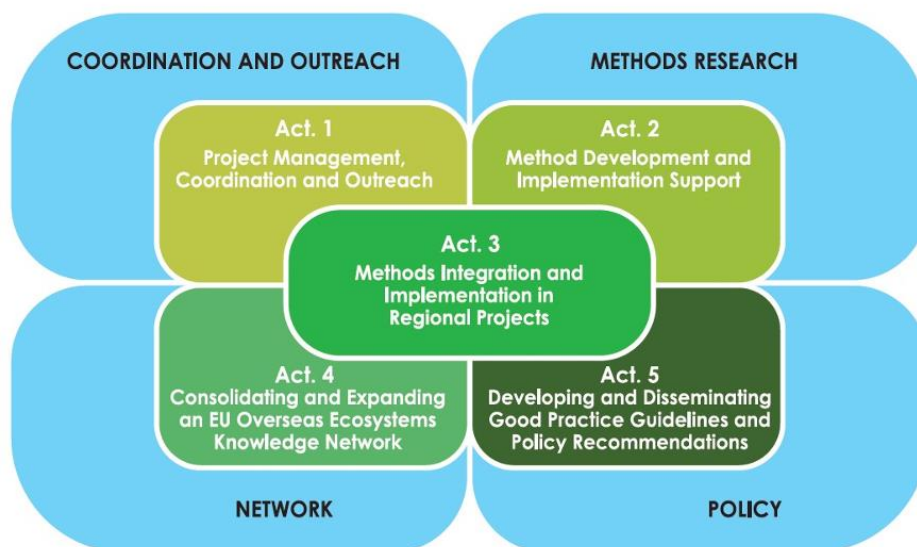 COORDINATION AND OUTREACH
METHODS RESEARCH
Act. 1
Project Management,
Coordination and Outreach
Act. 2
Method Development and
Implementation Support
Act. 3
Methods Integration and
Implementation in
Regional Projects
Act. 4
Consolidating and Expanding
an EU Overseas Ecosystems
Knowledge Network
Act. 5
Developing and Disseminating
Good Practice Guidelines and
Policy Recommendations
NETWORK
POLICY